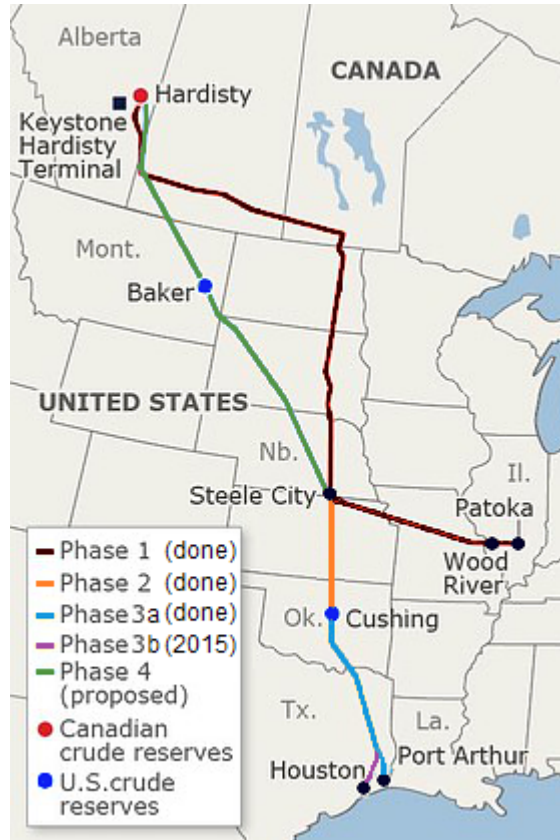 Alberta
Hardisty
CANADA
Keystone
Hardisty
Terminal
Mont.
Baker
UNITED STATES
Nb.
Steele City
Il.
Patoka
Wood
River
Phase 1 (done)
Phase 2 (done)
Phase 3a (done)
Phase 3b (2015)
Phase 4
(proposed)
Canadian
crude reserves
U.S.crude
reserves
Ok.
Cushing
Tx.
La.
Houston
Port Arthur